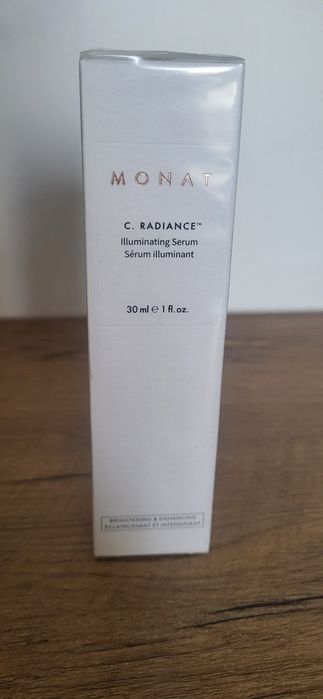 MONAT
C. RADIANCE™
Illuminating Serum
Sérum illuminant
30 ml ℮ 1 fl. oz.
BRIGHTENING & ENHANCING
ÉCLAIRCISSANT ET INTENSIFIANT